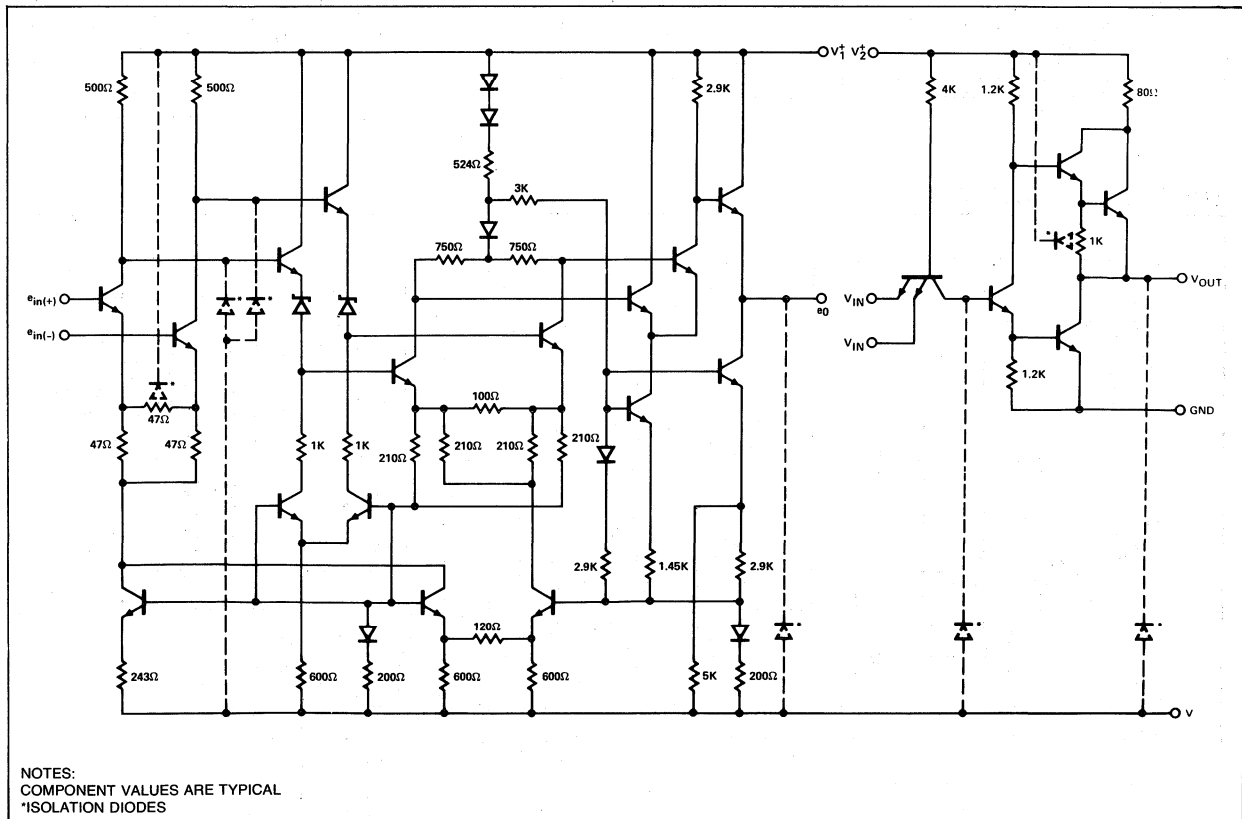 V1+ V2+
500Ω 500Ω 2.9K 4K 1.2K 80Ω
524Ω
3K
750Ω 750Ω 1K
ein(+) VIN VOUT
e0
ein(-) VIN
47Ω 100Ω 1.2K GND
47Ω 47Ω 1K 1K 210Ω 210Ω 210Ω 210Ω
2.9K 1.45K 2.9K
120Ω
243Ω 600Ω 200Ω 600Ω 600Ω 5K 200Ω
V
NOTES:
COMPONENT VALUES ARE TYPICAL
*ISOLATION DIODES